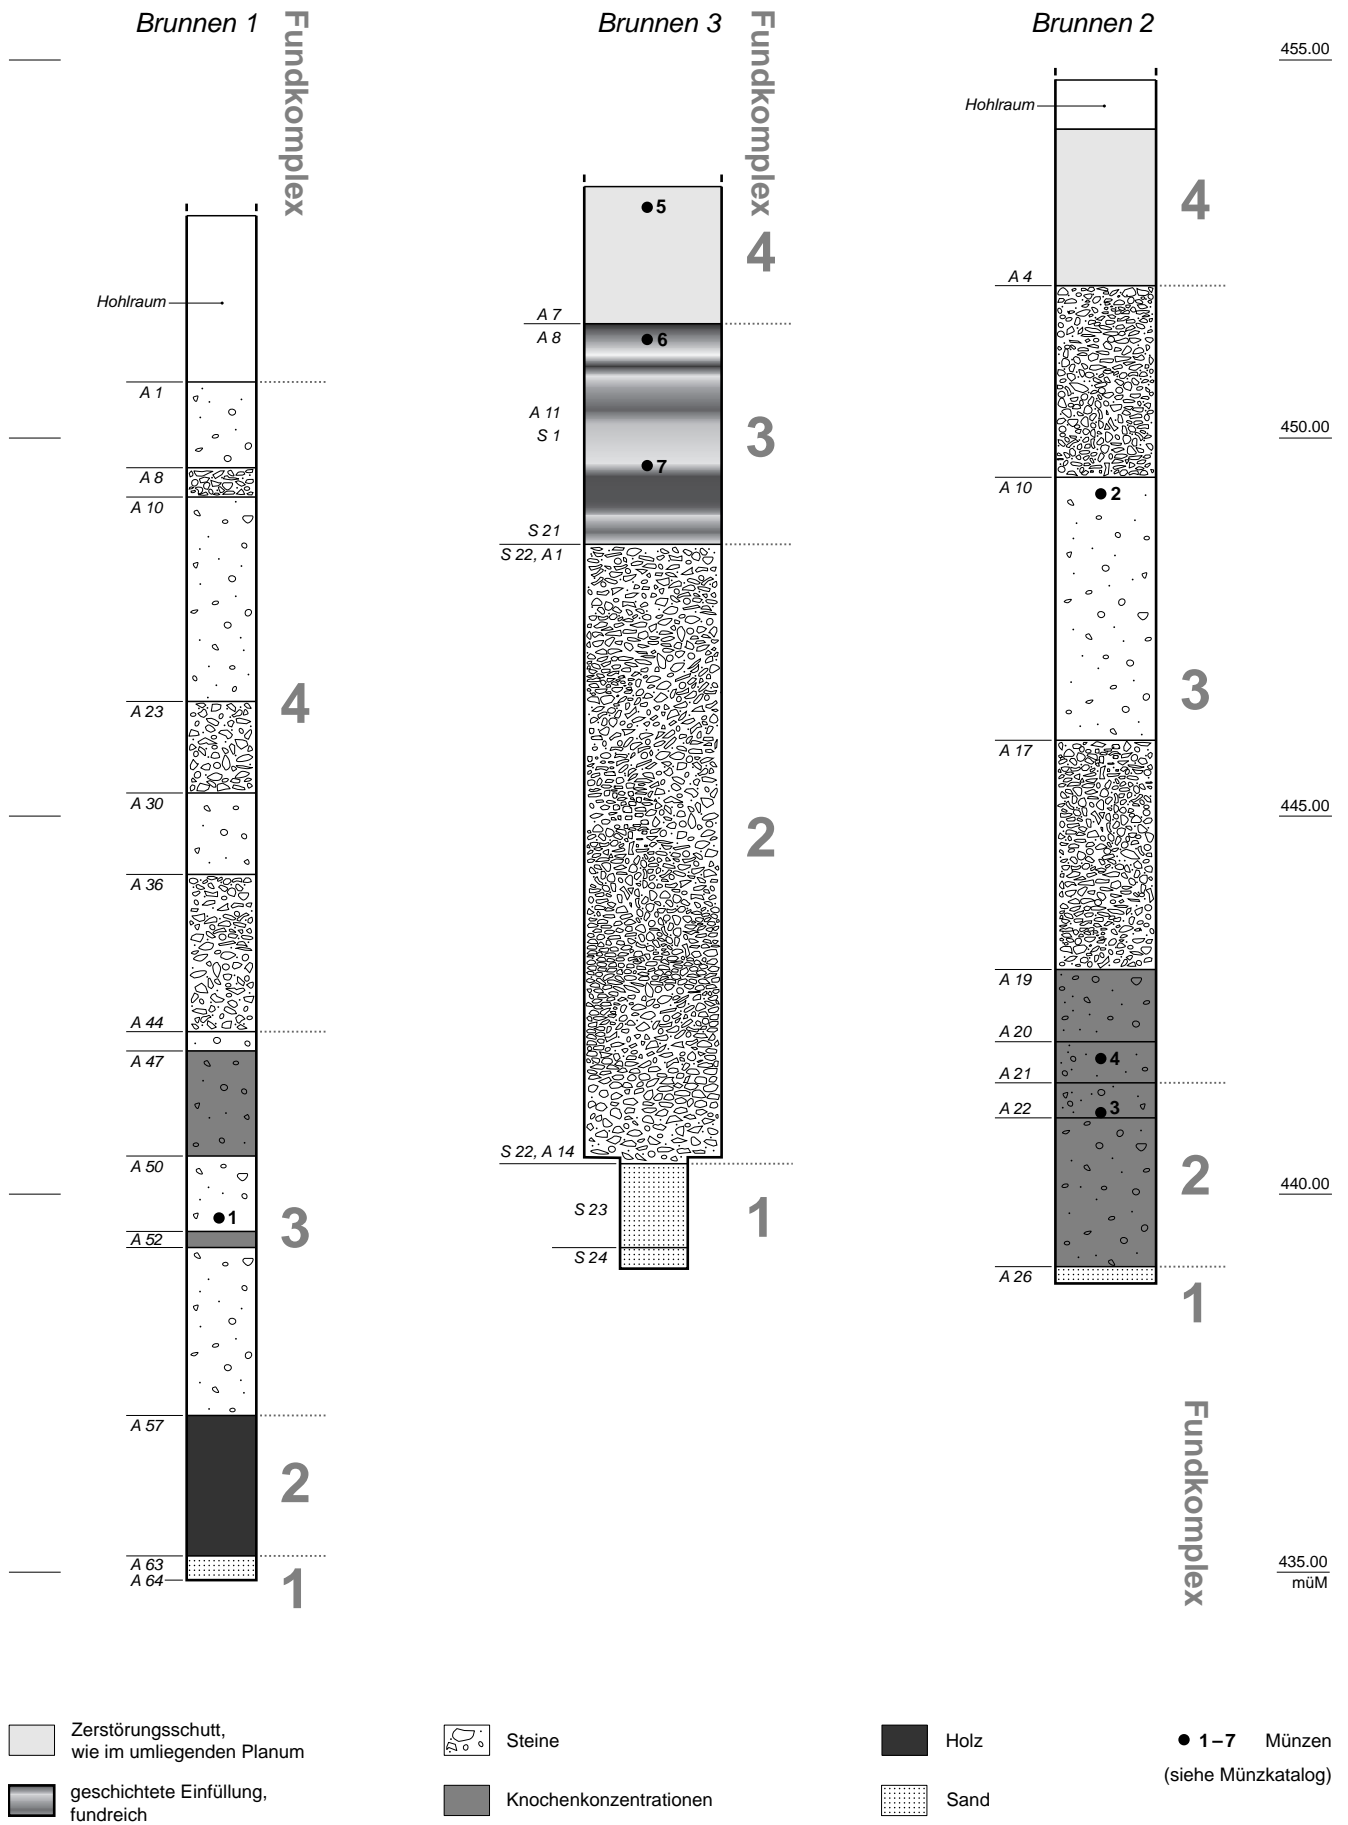 Brunnen 1
Fundkomplex
Hohlraum
A 1
A 8
A 10
A 23
A 30
A 36
A 44
A 47
A 50
A 52
A 57
A 63
A 64
1
4
3
2
1
Brunnen 3
Fundkomplex
A 7
A 8
A 11
S 1
S 21
S 22, A 1
S 22, A 14
S 23
S 24
5
6
7
4
3
2
1
Brunnen 2
Hohlraum
A 4
A 10
A 17
A 19
A 20
A 21
A 22
A 26
2
4
3
4
3
2
1
Fundkomplex
455.00
450.00
445.00
440.00
435.00
müM
Zerstörungsschutt,
wie im umliegenden Planum
geschichtete Einfüllung,
fundreich
Steine
Knochenkonzentrationen
Holz
Sand
1–7 Münzen
(siehe Münzkatalog)